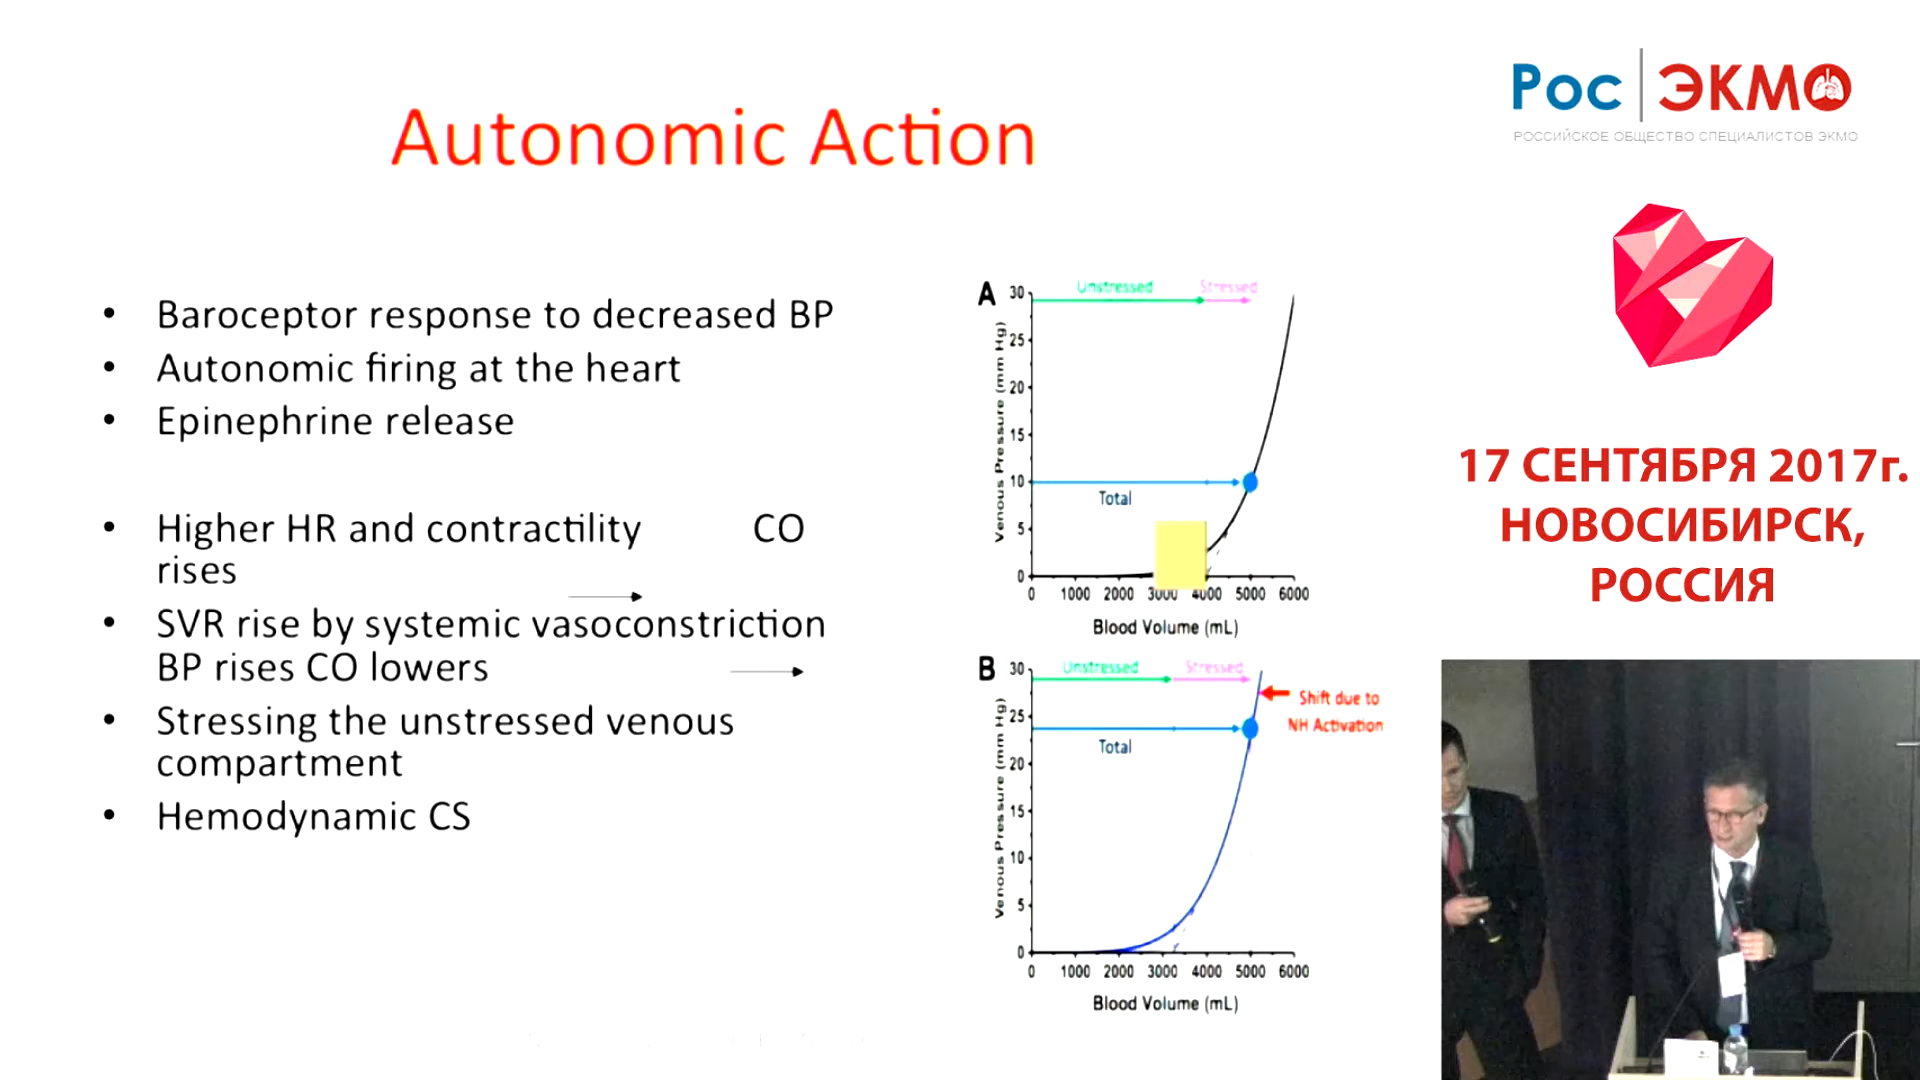 Autonomic Action
• Baroceptor response to decreased BP
• Autonomic firing at the heart
• Epinephrine release
• Higher HR and contractility CO
rises
• SVR rise by systemic vasoconstriction
BP rises CO lowers
• Stressing the unstressed venous
compartment
• Hemodynamic CS
A
Unstressed Stressed
30
25
20
15
10
5
0
Venous Pressure (mm Hg)
Total
0 1000 2000 3000 4000 5000 6000
Blood Volume (mL)
B
Unstressed Stressed
30
25
20
15
10
5
0
Venous Pressure (mm Hg)
Total
Shift due to
NH Activation
0 1000 2000 3000 4000 5000 6000
Blood Volume (mL)
Рос ЭКМО
РОССИЙСКОЕ ОБЩЕСТВО СПЕЦИАЛИСТОВ ЭКМО
17 СЕНТЯБРЯ 2017г.
НОВОСИБИРСК,
РОССИЯ